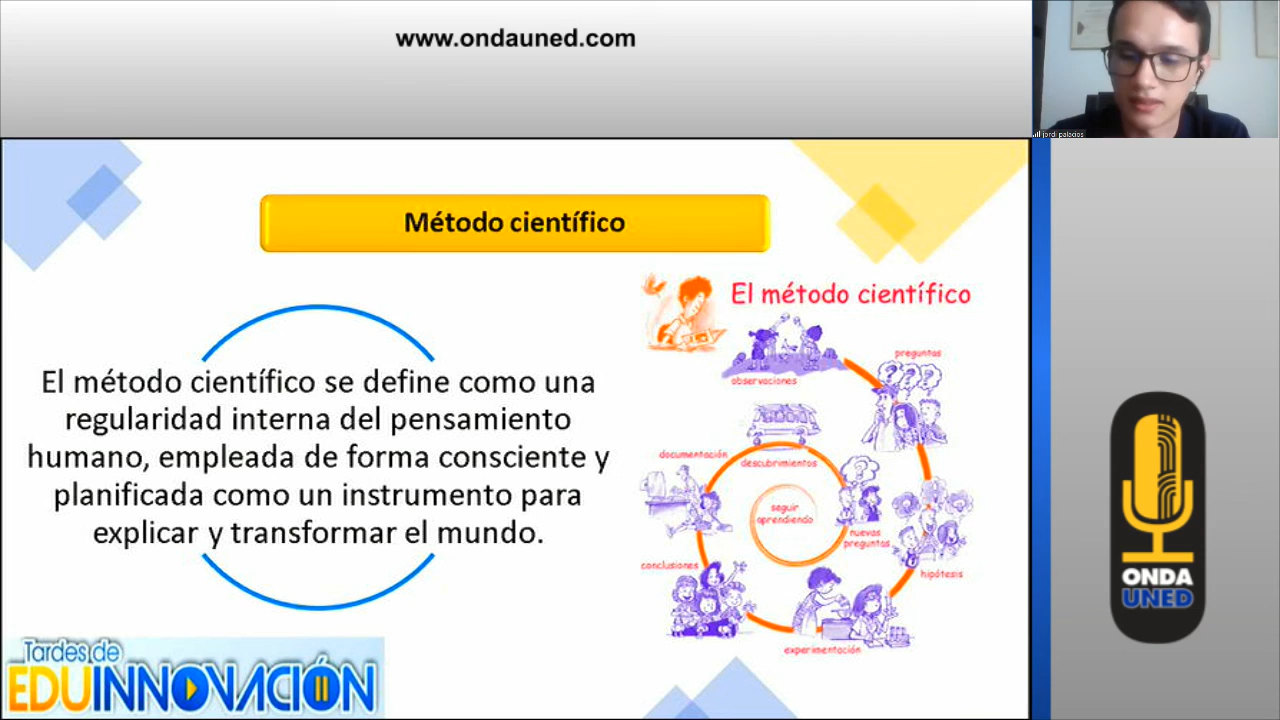 www.ondauned.com
jordi palacios
Método científico
El método científico se define como una
regularidad interna del pensamiento
humano, empleada de forma consciente y
planificada como un instrumento para
explicar y transformar el mundo.
El método científico
observaciones
preguntas
documentación
descubrimientos
seguir
aprendiendo
nuevas
preguntas
conclusiones
hipótesis
experimentación
ONDA
UNED
Tardes de
EDUINNOVACIÓN